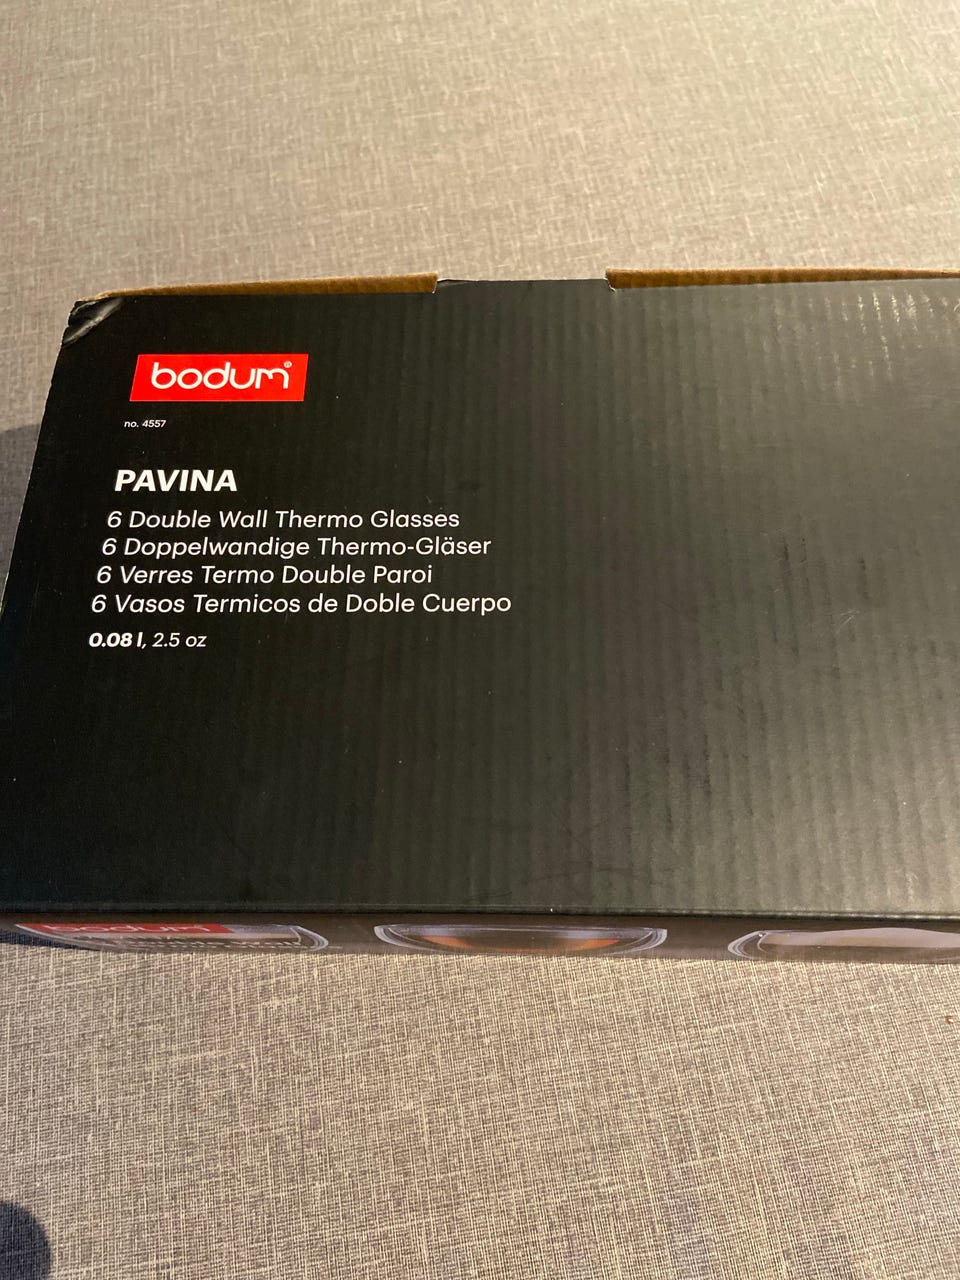 bodum®
no. 4557
PAVINA
6 Double Wall Thermo Glasses
6 Doppelwandige Thermo-Gläser
6 Verres Termo Double Paroi
6 Vasos Termicos de Doble Cuerpo
0.08 l, 2.5 oz
bodum